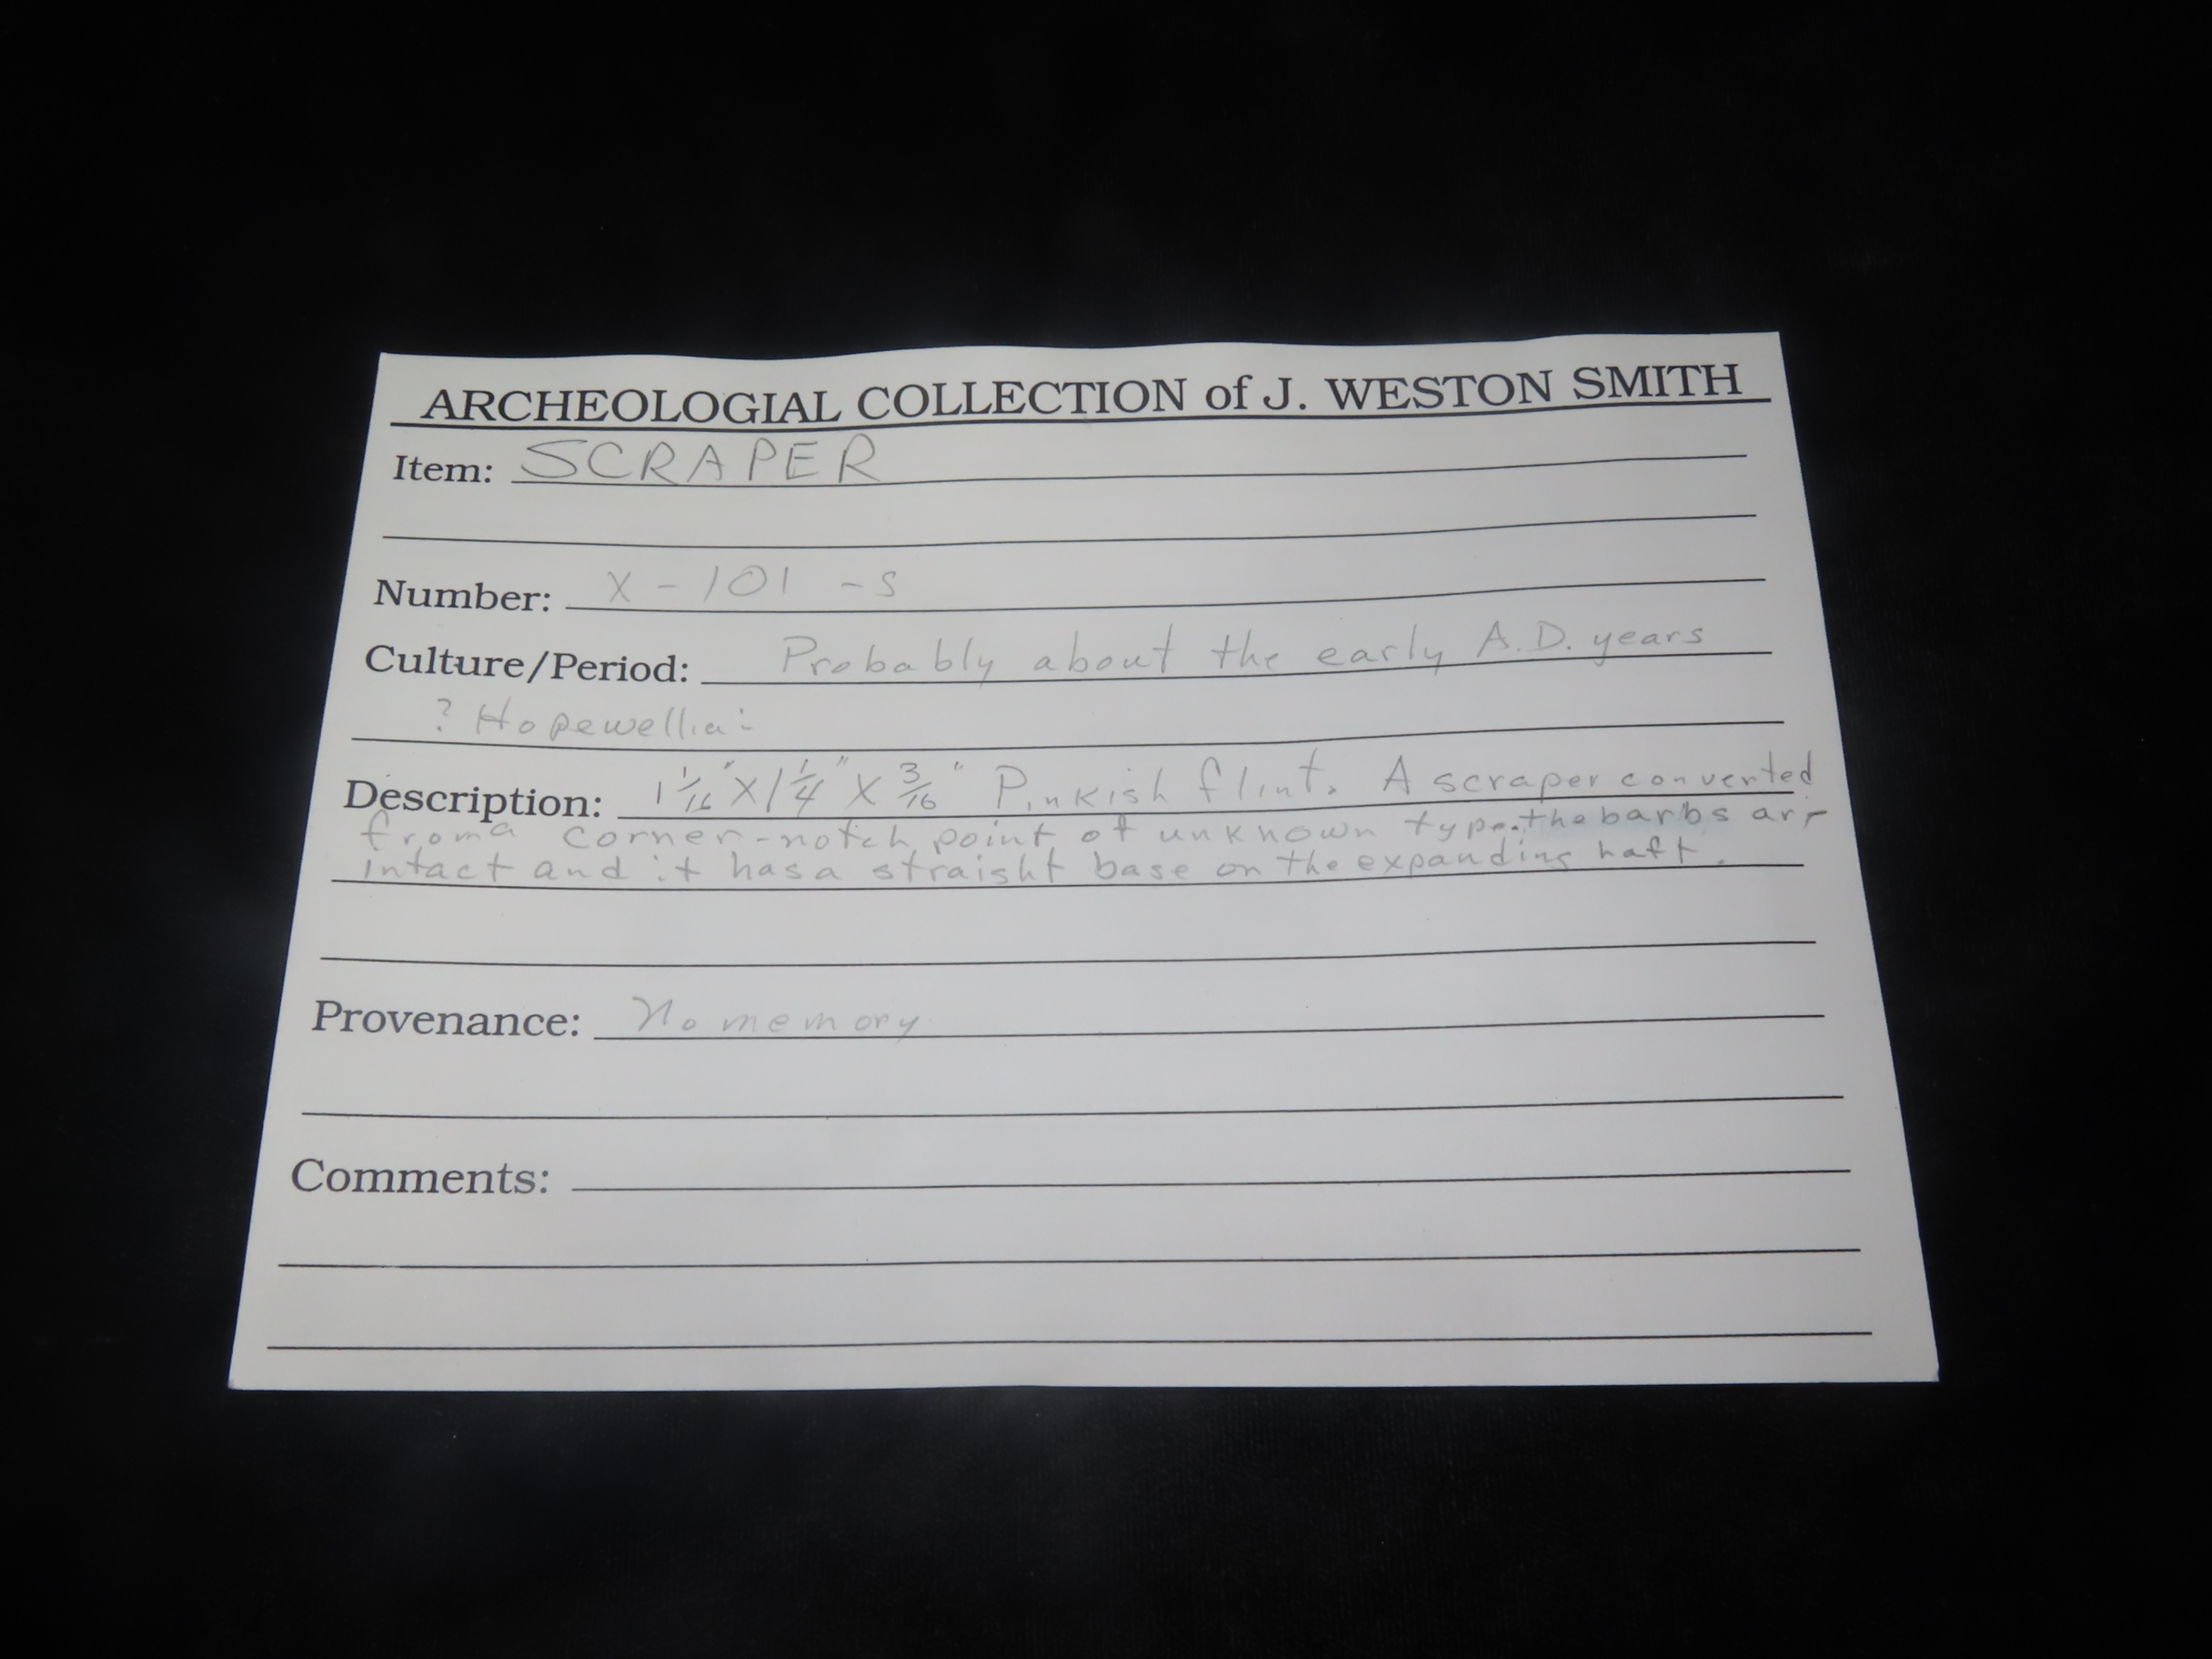 ARCHEOLOGIAL COLLECTION of J. WESTON SMITH
Item: SCRAPER
Number: X-101-S
Culture/Period: Probably about the early A.D. years
? Hopewellian
Description: 1 1/16" X 1 1/4" X 3/16" Pinkish flint. A scraper converted
from a corner-notch point of unknown type. the barbs are
intact and it has a straight base on the expanding haft.
Provenance: No memory
Comments: